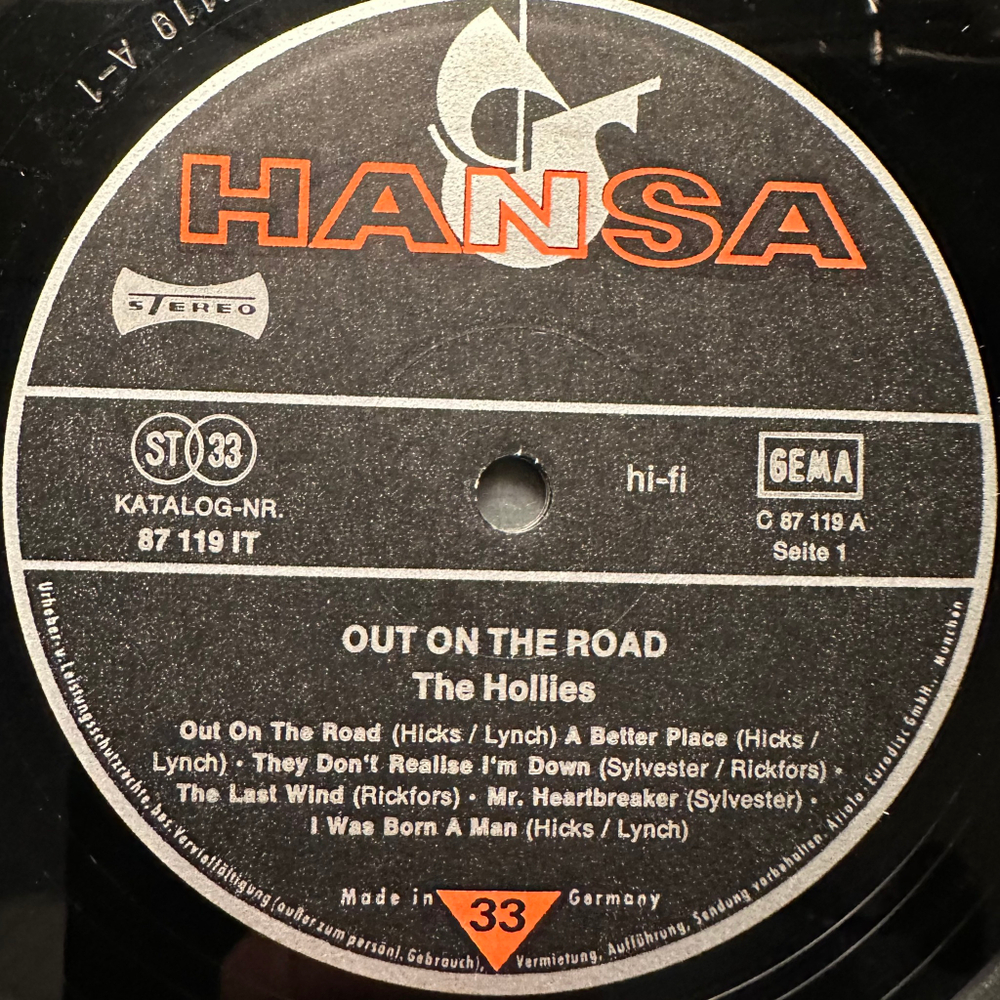 119 A-1
HANSA
STEREO
ST 33
KATALOG-NR.
87 119 IT
hi-fi
GEMA
C 87 119 A
Seite 1
OUT ON THE ROAD
The Hollies
Out On The Road (Hicks / Lynch) A Better Place (Hicks /
Lynch) · They Don't Realise I'm Down (Sylvester / Rickfors) ·
The Last Wind (Rickfors) · Mr. Heartbreaker (Sylvester) ·
I Was Born A Man (Hicks / Lynch)
Made in 33 Germany
Urheber- u. Leistungsschutzrechte, bes. Vervielfältigung (außer zum persönl. Gebrauch), Vermietung, Aufführung, Sendung vorbehalten. Ariola-Eurodisc GmbH., München